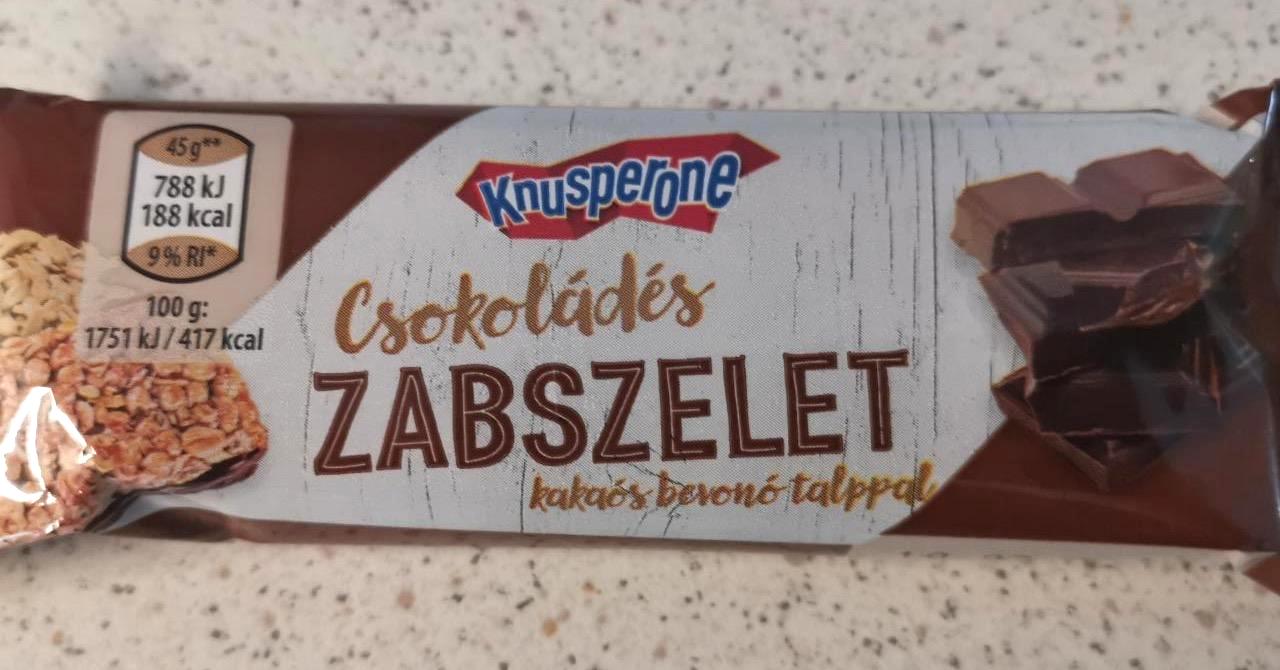 45g**
788 kJ
188 kcal
9% RI*
100 g:
1751 kJ / 417 kcal
Knusperone
Csokoládés
ZABSZELET
kakaós bevonó talppal